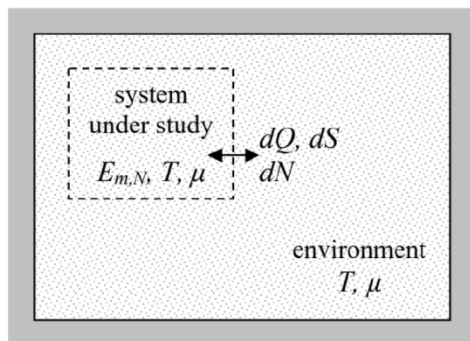 system
under study
E_{m,N}, T, μ
dQ, dS
dN
environment
T, μ